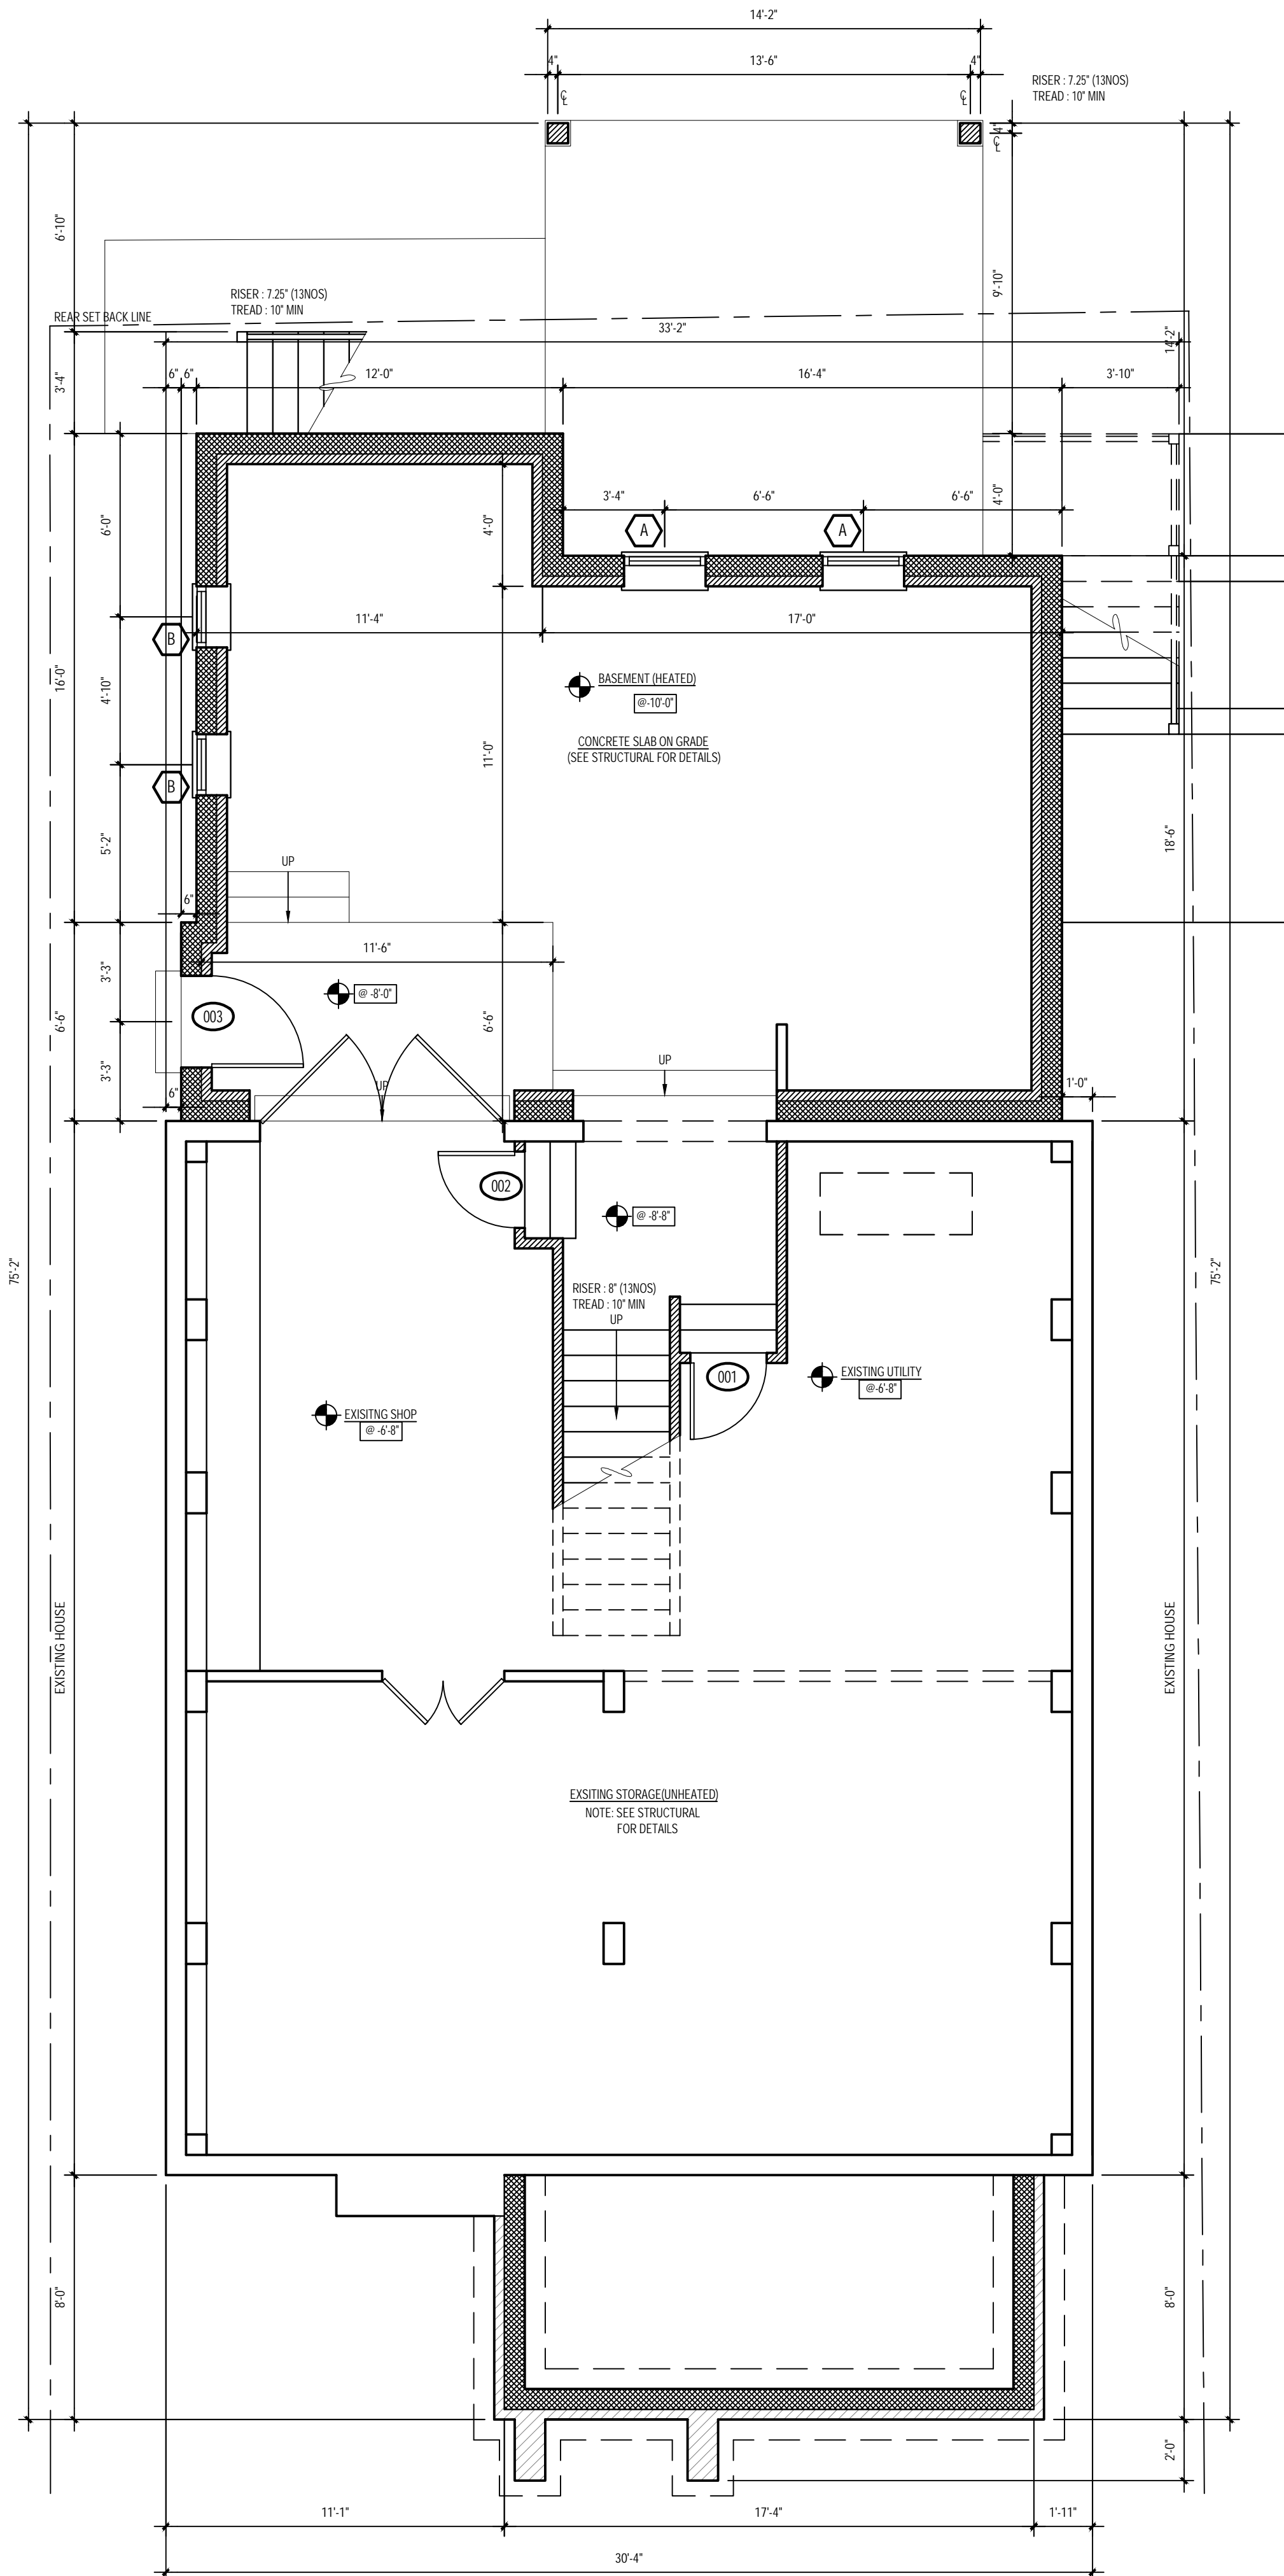 14'-2"
4"
13'-6"
4"
RISER : 7.25" (13NOS)
TREAD : 10" MIN
℄
℄
4"
℄
6'-10"
9'-10"
RISER : 7.25" (13NOS)
TREAD : 10" MIN
REAR SET BACK LINE
33'-2"
14'-2"
3'-4"
6"
6"
12'-0"
16'-4"
3'-10"
3'-4"
6'-6"
6'-6"
4'-0"
6'-0"
4'-0"
A
A
11'-4"
17'-0"
B
BASEMENT (HEATED)
@-10'-0"
16'-0"
4'-10"
CONCRETE SLAB ON GRADE
(SEE STRUCTURAL FOR DETAILS)
11'-0"
B
5'-2"
18'-6"
UP
6"
11'-6"
3'-3"
@ -8'-0"
003
6'-6"
6'-6"
3'-3"
UP
UP
6"
1'-0"
002
@ -8'-8"
75'-2"
75'-2"
RISER : 8" (13NOS)
TREAD : 10" MIN
UP
001
EXISTING UTILITY
@-6'-8"
EXISITNG SHOP
@ -6'-8"
EXISTING HOUSE
EXISTING HOUSE
EXSITING STORAGE(UNHEATED)
NOTE: SEE STRUCTURAL
FOR DETAILS
8'-0"
8'-0"
2'-0"
11'-1"
17'-4"
1'-11"
30'-4"